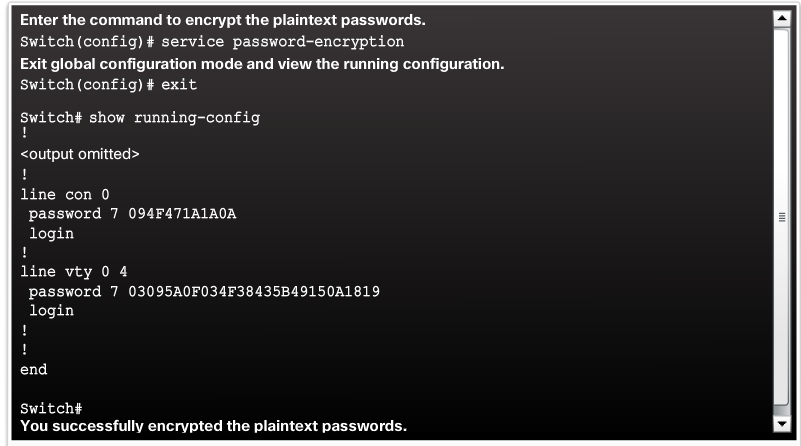 Enter the command to encrypt the plaintext passwords.
Switch(config)# service password-encryption
Exit global configuration mode and view the running configuration.
Switch(config)# exit
Switch# show running-config
!
<output omitted>
!
line con 0
password 7 094F471A1A0A
login
!
line vty 0 4
password 7 03095A0F034F38435B49150A1819
login
!
!
end
Switch#
You successfully encrypted the plaintext passwords.